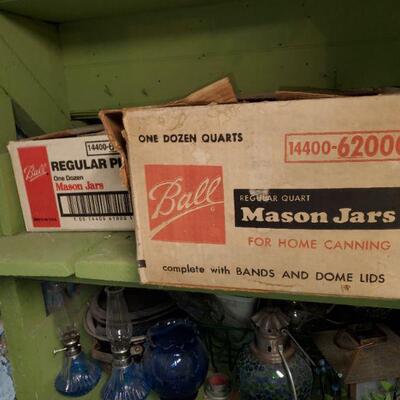 14400-6
Ball
REGULAR
One Dozen
Mason Jars
ONE DOZEN QUARTS
14400-62000
Ball
REGULAR QUART
Mason Jars
FOR HOME CANNING
complete with BANDS AND DOME LIDS